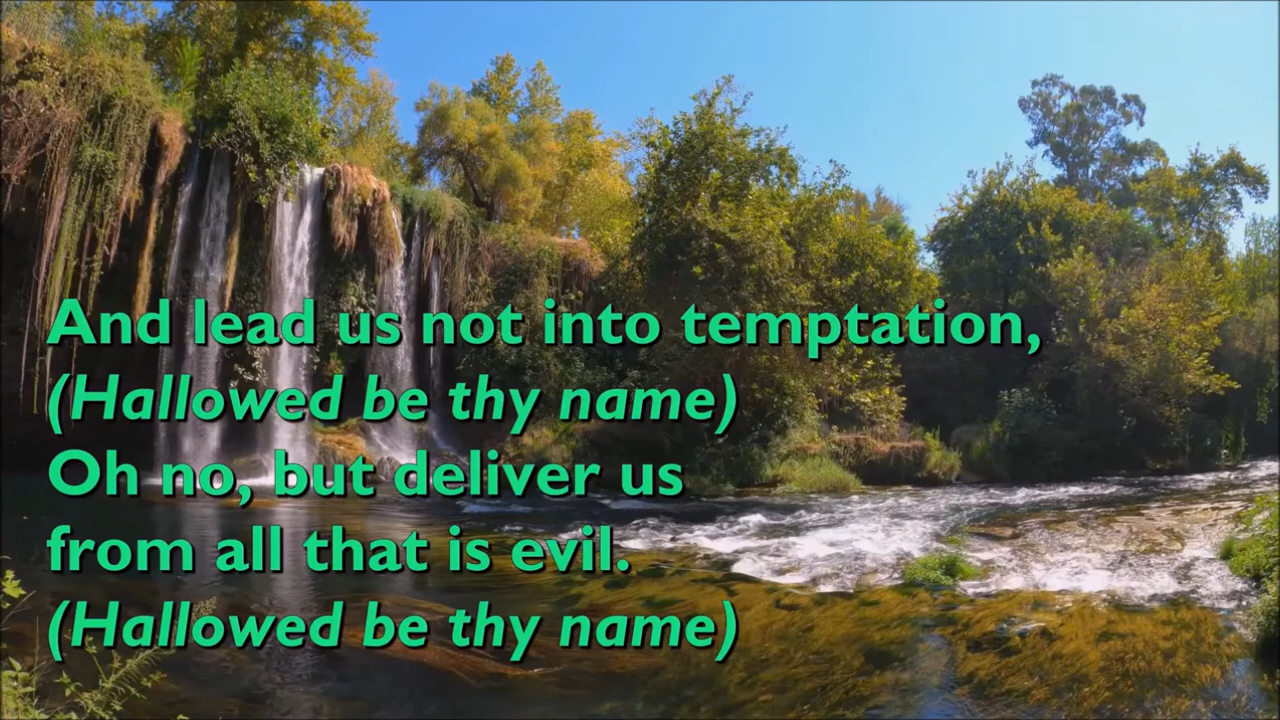 And lead us not into temptation,
(Hallowed be thy name)
Oh no, but deliver us
from all that is evil.
(Hallowed be thy name)